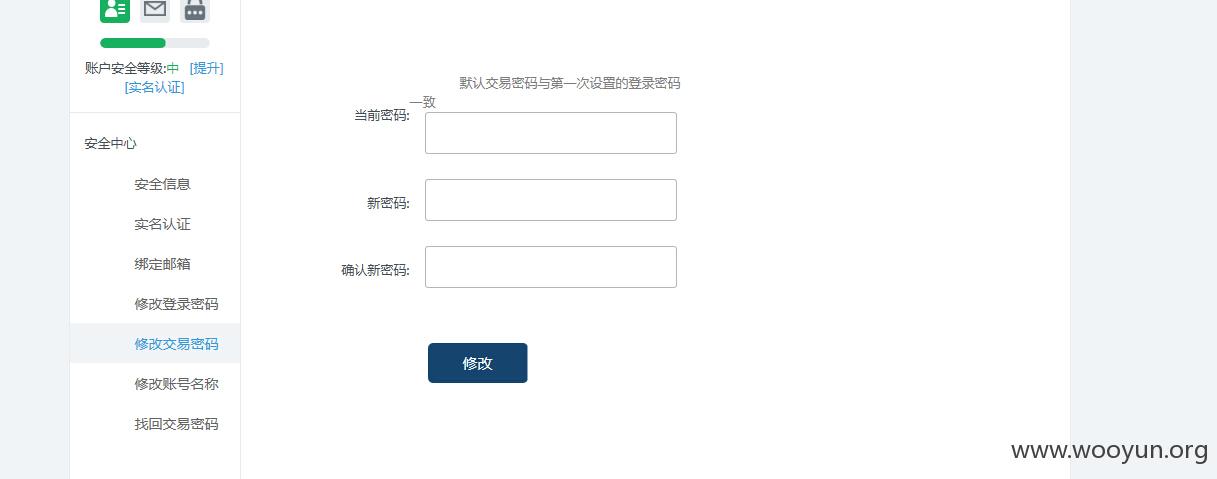 账户安全等级:中 [提升]
[实名认证]
安全中心
安全信息
实名认证
绑定邮箱
修改登录密码
修改交易密码
修改账号名称
找回交易密码
默认交易密码与第一次设置的登录密码
一致
当前密码:
新密码:
确认新密码:
修改
www.wooyun.org